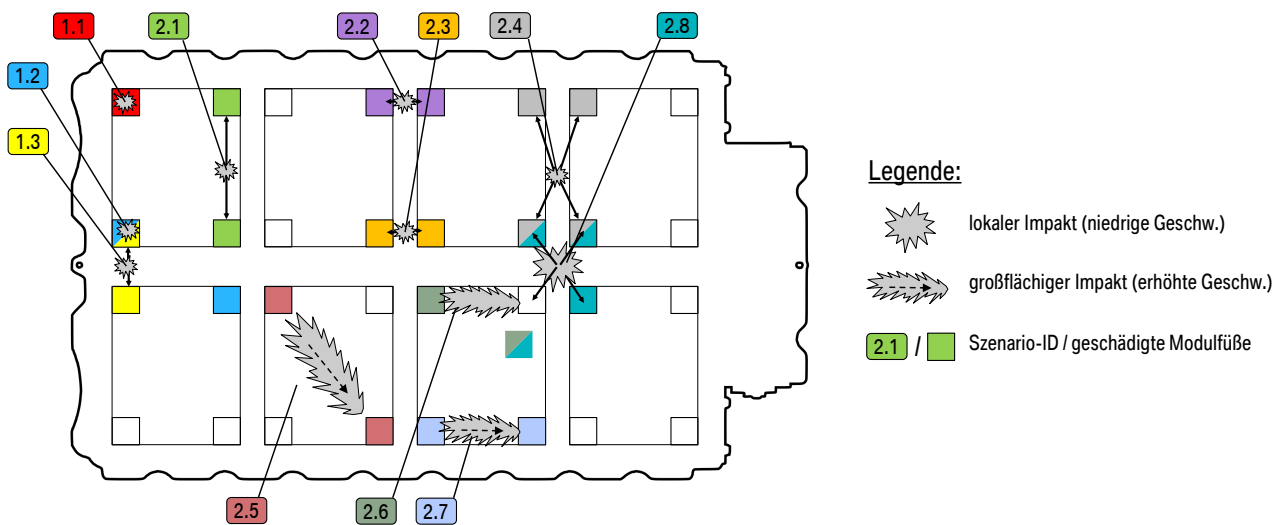 1.1
2.1
2.2
2.3
2.4
2.8
1.2
1.3
Legende:
lokaler Impakt (niedrige Geschw.)
großflächiger Impakt (erhöhte Geschw.)
2.1 / Szenario-ID / geschädigte Modulfüße
2.5
2.6
2.7